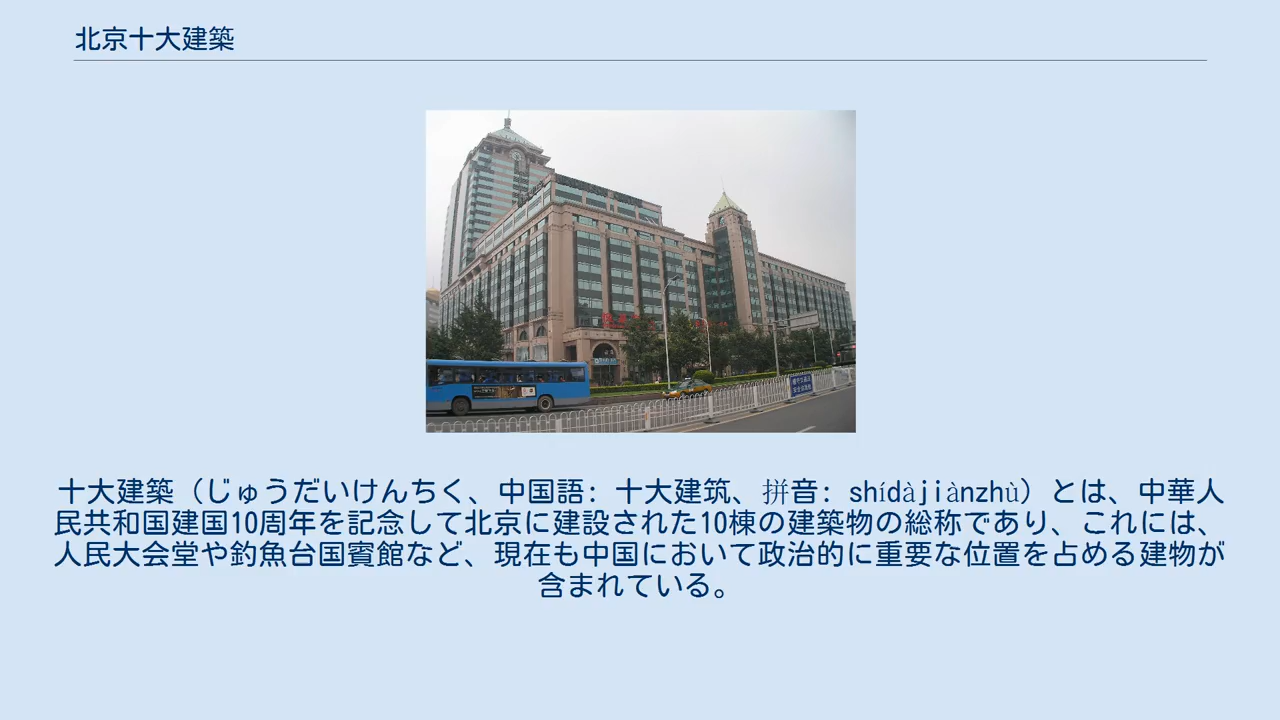 北京十大建築
十大建築（じゅうだいけんちく、中国語: 十大建筑、拼音: shídàjiànzhù）とは、中華人
民共和国建国10周年を記念して北京に建設された10棟の建築物の総称であり、これには、
人民大会堂や釣魚台国賓館など、現在も中国において政治的に重要な位置を占める建物が
含まれている。